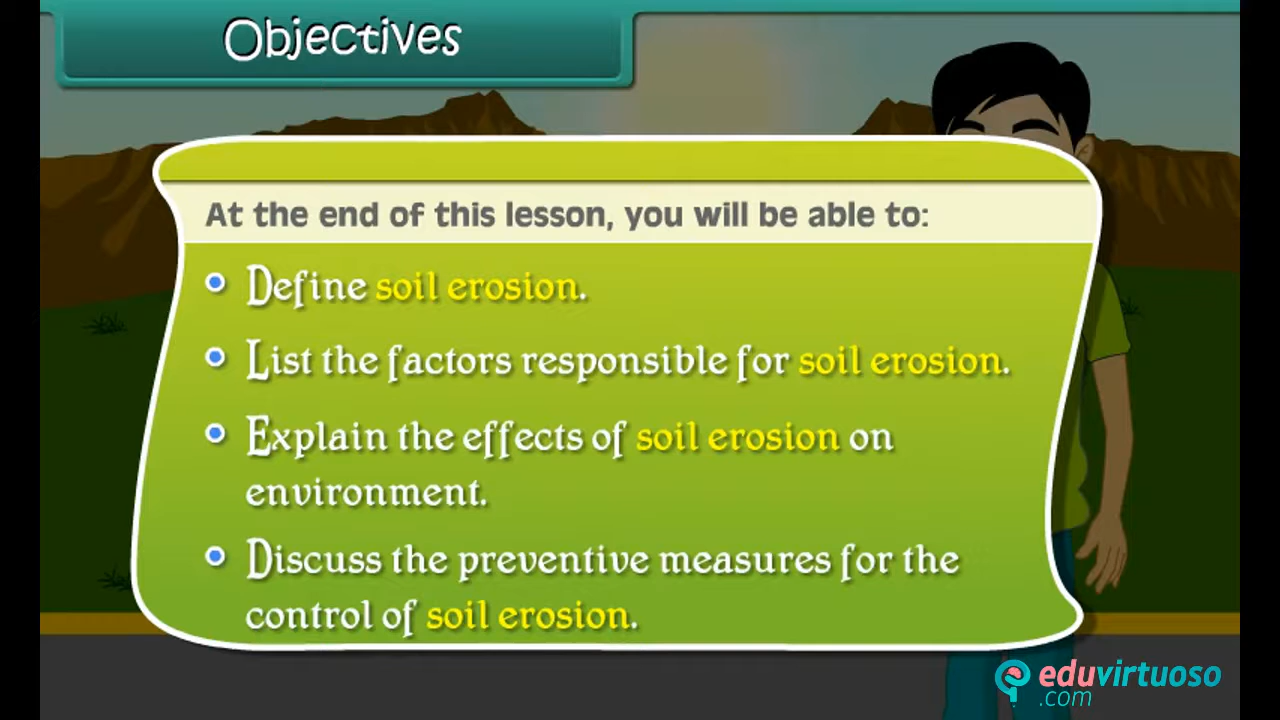 Objectives
At the end of this lesson, you will be able to:
Define soil erosion.
List the factors responsible for soil erosion.
Explain the effects of soil erosion on
environment.
Discuss the preventive measures for the
control of soil erosion.
eduvirtuoso
.com